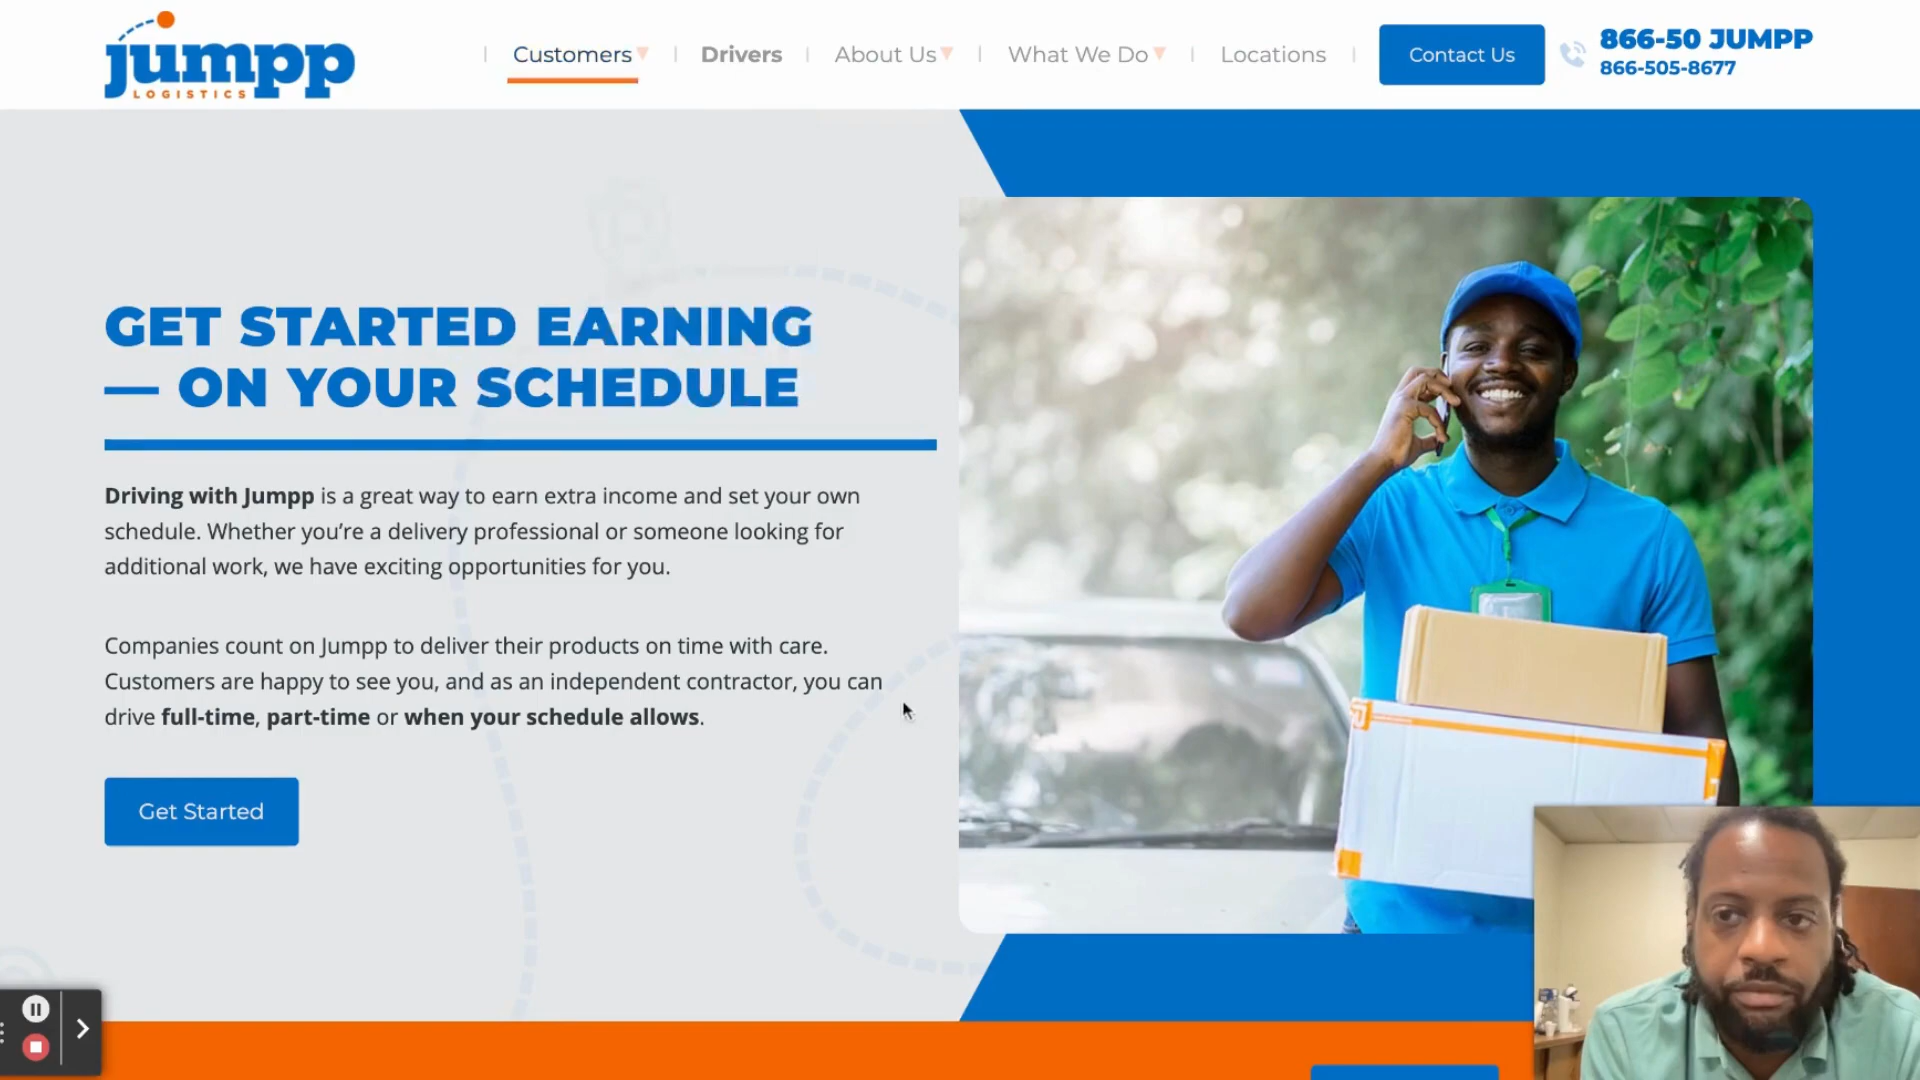 jumpp
LOGISTICS
Customers
Drivers
About Us
What We Do
Locations
Contact Us
866-50 JUMPP
866-505-8677
GET STARTED EARNING
— ON YOUR SCHEDULE
Driving with Jumpp is a great way to earn extra income and set your own
schedule. Whether you’re a delivery professional or someone looking for
additional work, we have exciting opportunities for you.
Companies count on Jumpp to deliver their products on time with care.
Customers are happy to see you, and as an independent contractor, you can
drive full-time, part-time or when your schedule allows.
Get Started